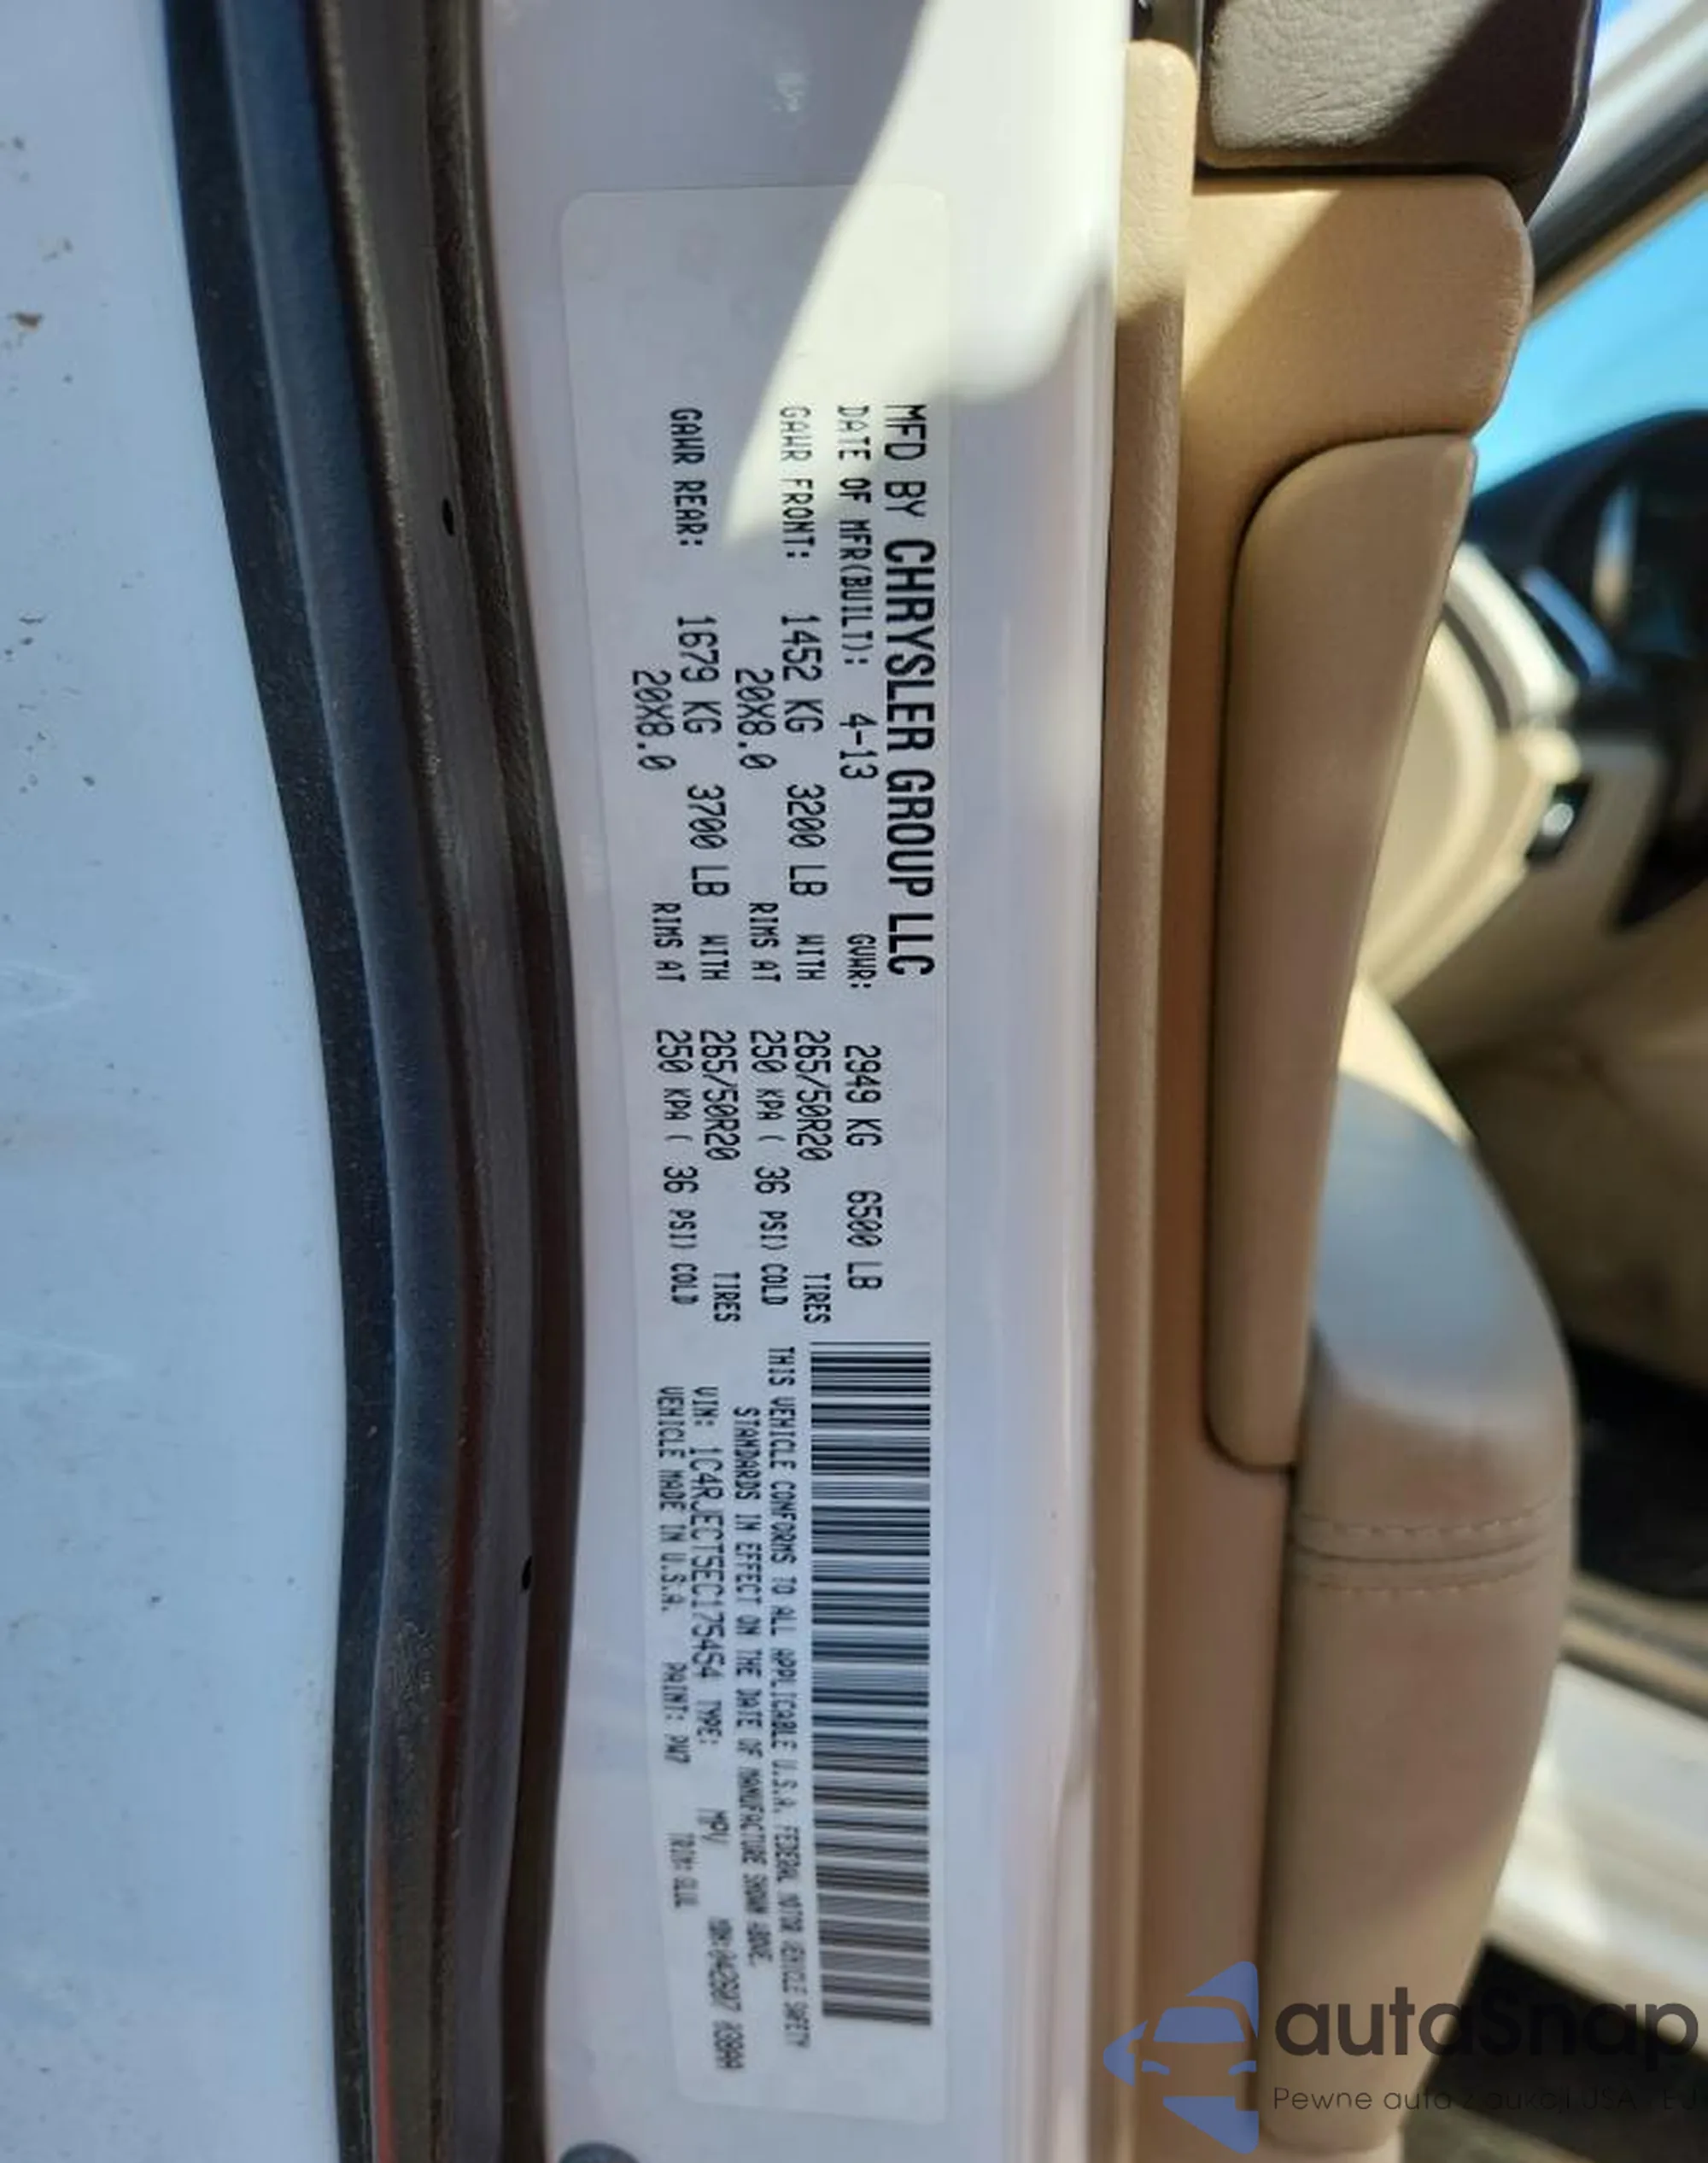 MFD BY CHRYSLER GROUP LLC
DATE OF MFR(BUILT): 4-13 GVWR: 2949 KG 6500 LB
GAWR FRONT: 1452 KG 3200 LB WITH 265/50R20 TIRES
20X8.0 RIMS AT 250 KPA ( 36 PSI) COLD
GAWR REAR: 1679 KG 3700 LB WITH 265/50R20 TIRES
20X8.0 RIMS AT 250 KPA ( 36 PSI) COLD
THIS VEHICLE CONFORMS TO ALL APPLICABLE U.S.A. FEDERAL MOTOR VEHICLE SAFETY
STANDARDS IN EFFECT ON THE DATE OF MANUFACTURE SHOWN ABOVE.
VIN: 1C4RJECT5EC175454 TYPE: MPV
VEHICLE MADE IN U.S.A. PAINT: PW7 TRIM:
autaSnap
Pewne auta z aukcji USA